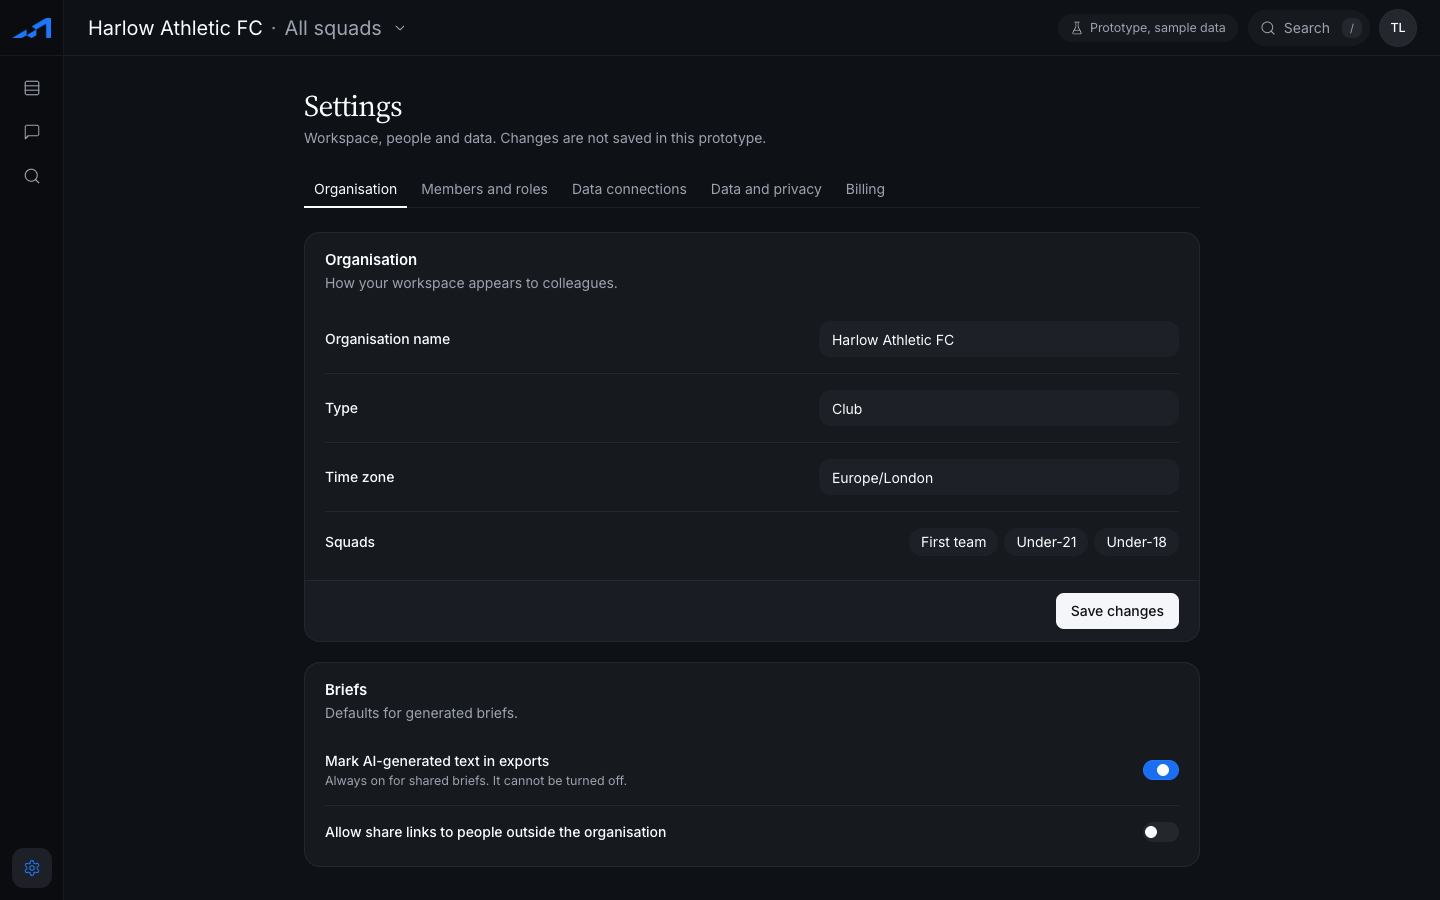 Harlow Athletic FC · All squads
Prototype, sample data
Search /
TL
Settings
Workspace, people and data. Changes are not saved in this prototype.
Organisation Members and roles Data connections Data and privacy Billing
Organisation
How your workspace appears to colleagues.
Organisation name Harlow Athletic FC
Type Club
Time zone Europe/London
Squads First team Under-21 Under-18
Save changes
Briefs
Defaults for generated briefs.
Mark AI-generated text in exports
Always on for shared briefs. It cannot be turned off.
Allow share links to people outside the organisation